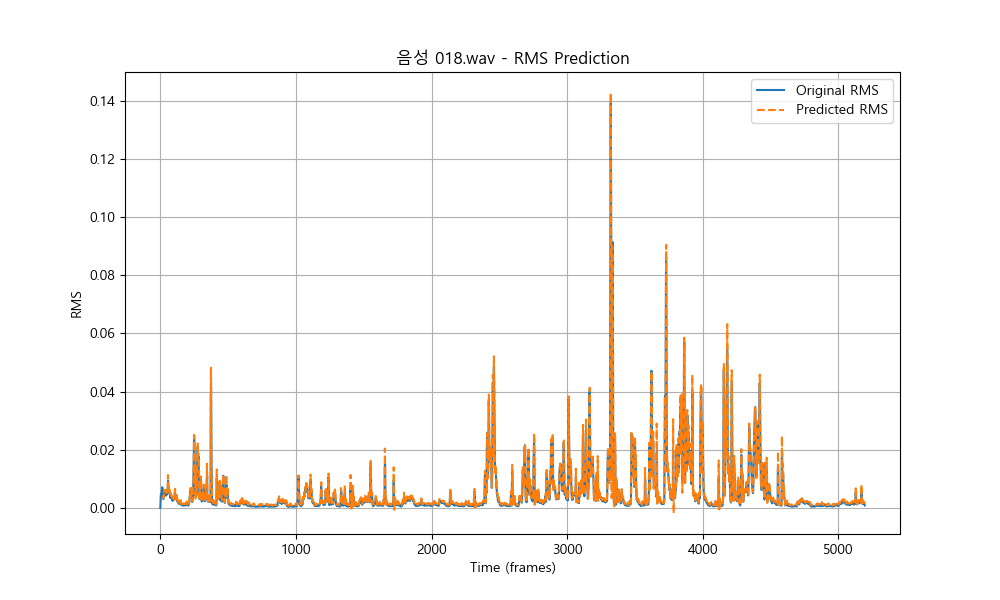 음성 018.wav - RMS Prediction
Original RMS
Predicted RMS
RMS
0.14
0.12
0.10
0.08
0.06
0.04
0.02
0.00
0 1000 2000 3000 4000 5000
Time (frames)